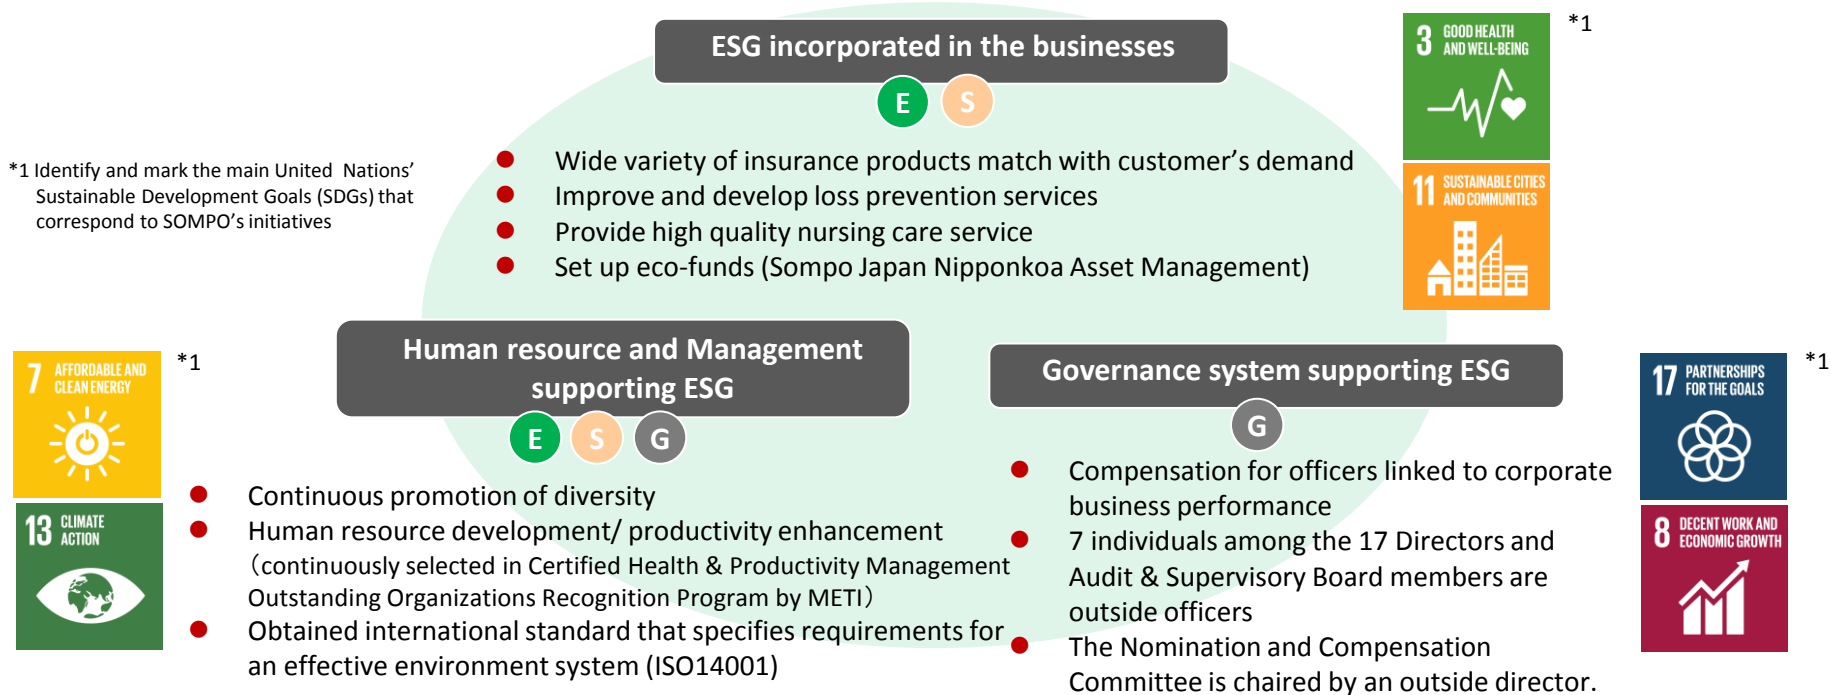 ESG incorporated in the businesses
E S
● Wide variety of insurance products match with customer's demand
● Improve and develop loss prevention services
● Provide high quality nursing care service
● Set up eco-funds (Sompo Japan Nipponkoa Asset Management)
3 GOOD HEALTH
AND WELL-BEING
*1
11 SUSTAINABLE CITIES
AND COMMUNITIES
*1 Identify and mark the main United Nations'
Sustainable Development Goals (SDGs) that
correspond to SOMPO's initiatives
7 AFFORDABLE AND
CLEAN ENERGY
*1
13 CLIMATE
ACTION
Human resource and Management
supporting ESG
E S G
● Continuous promotion of diversity
● Human resource development/ productivity enhancement
（continuously selected in Certified Health & Productivity Management
Outstanding Organizations Recognition Program by METI）
● Obtained international standard that specifies requirements for
an effective environment system (ISO14001)
Governance system supporting ESG
G
● Compensation for officers linked to corporate
business performance
● 7 individuals among the 17 Directors and
Audit & Supervisory Board members are
outside officers
● The Nomination and Compensation
Committee is chaired by an outside director.
17 PARTNERSHIPS
FOR THE GOALS
*1
8 DECENT WORK AND
ECONOMIC GROWTH